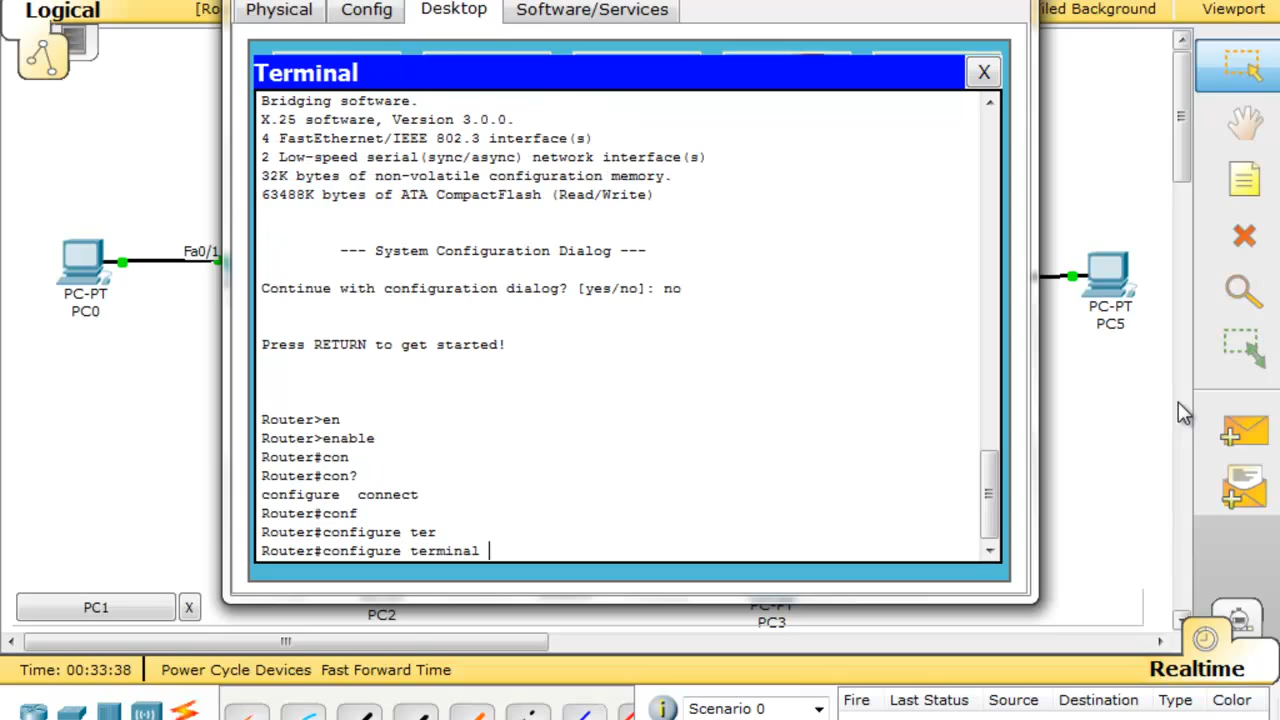 Logical
[Ro
Physical
Config
Desktop
Software/Services
iled Background
Viewport
Terminal
X
Bridging software.
X.25 software, Version 3.0.0.
4 FastEthernet/IEEE 802.3 interface(s)
2 Low-speed serial(sync/async) network interface(s)
32K bytes of non-volatile configuration memory.
63488K bytes of ATA CompactFlash (Read/Write)
--- System Configuration Dialog ---
Continue with configuration dialog? [yes/no]: no
Press RETURN to get started!
Router>en
Router>enable
Router#con
Router#con?
configure  connect
Router#conf
Router#configure ter
Router#configure terminal
Fa0/1
PC-PT
PC0
PC-PT
PC5
PC1
X
PC2
PC-PT
PC3
Time: 00:33:38
Power Cycle Devices
Fast Forward Time
Realtime
Scenario 0
Fire
Last Status
Source
Destination
Type
Color